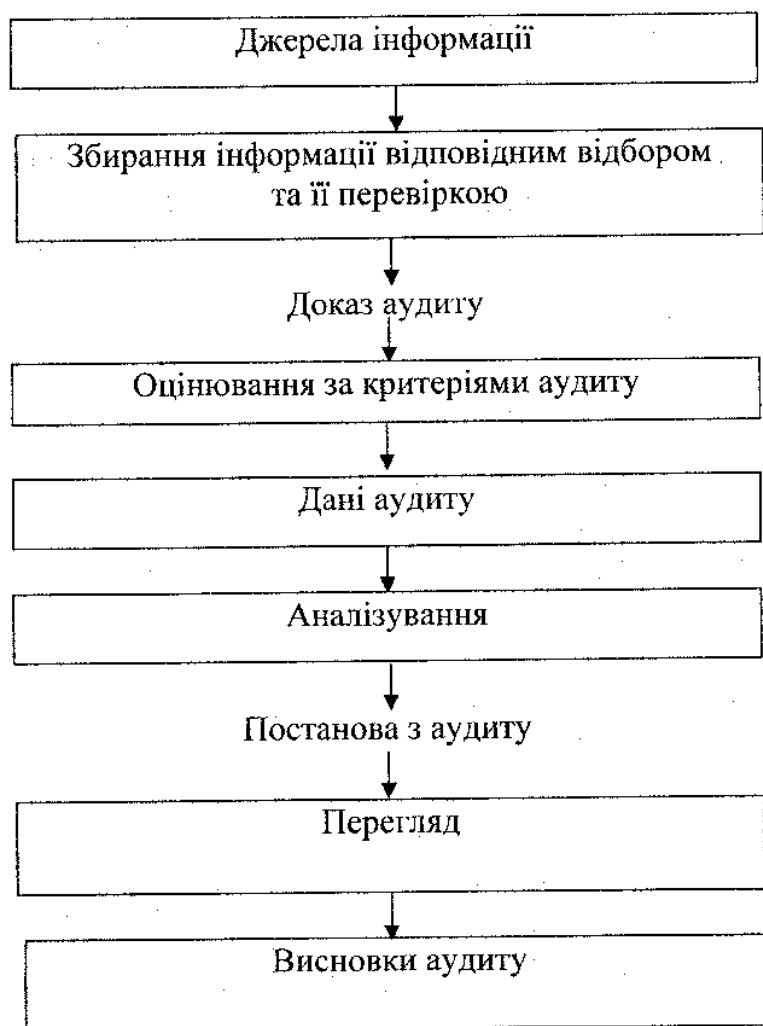 Джерела інформації
Збирання інформації відповідним відбором
та її перевіркою
Доказ аудиту
Оцінювання за критеріями аудиту
Дані аудиту
Аналізування
Постанова з аудиту
Перегляд
Висновки аудиту